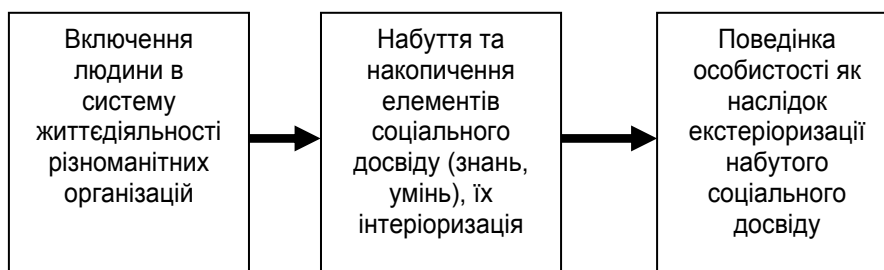 Включення
людини в
систему
життєдіяльності
різноманітних
організацій
Набуття та
накопичення
елементів
соціального
досвіду (знань,
умінь), їх
інтеріоризація
Поведінка
особистості як
наслідок
екстеріоризації
набутого
соціального
досвіду